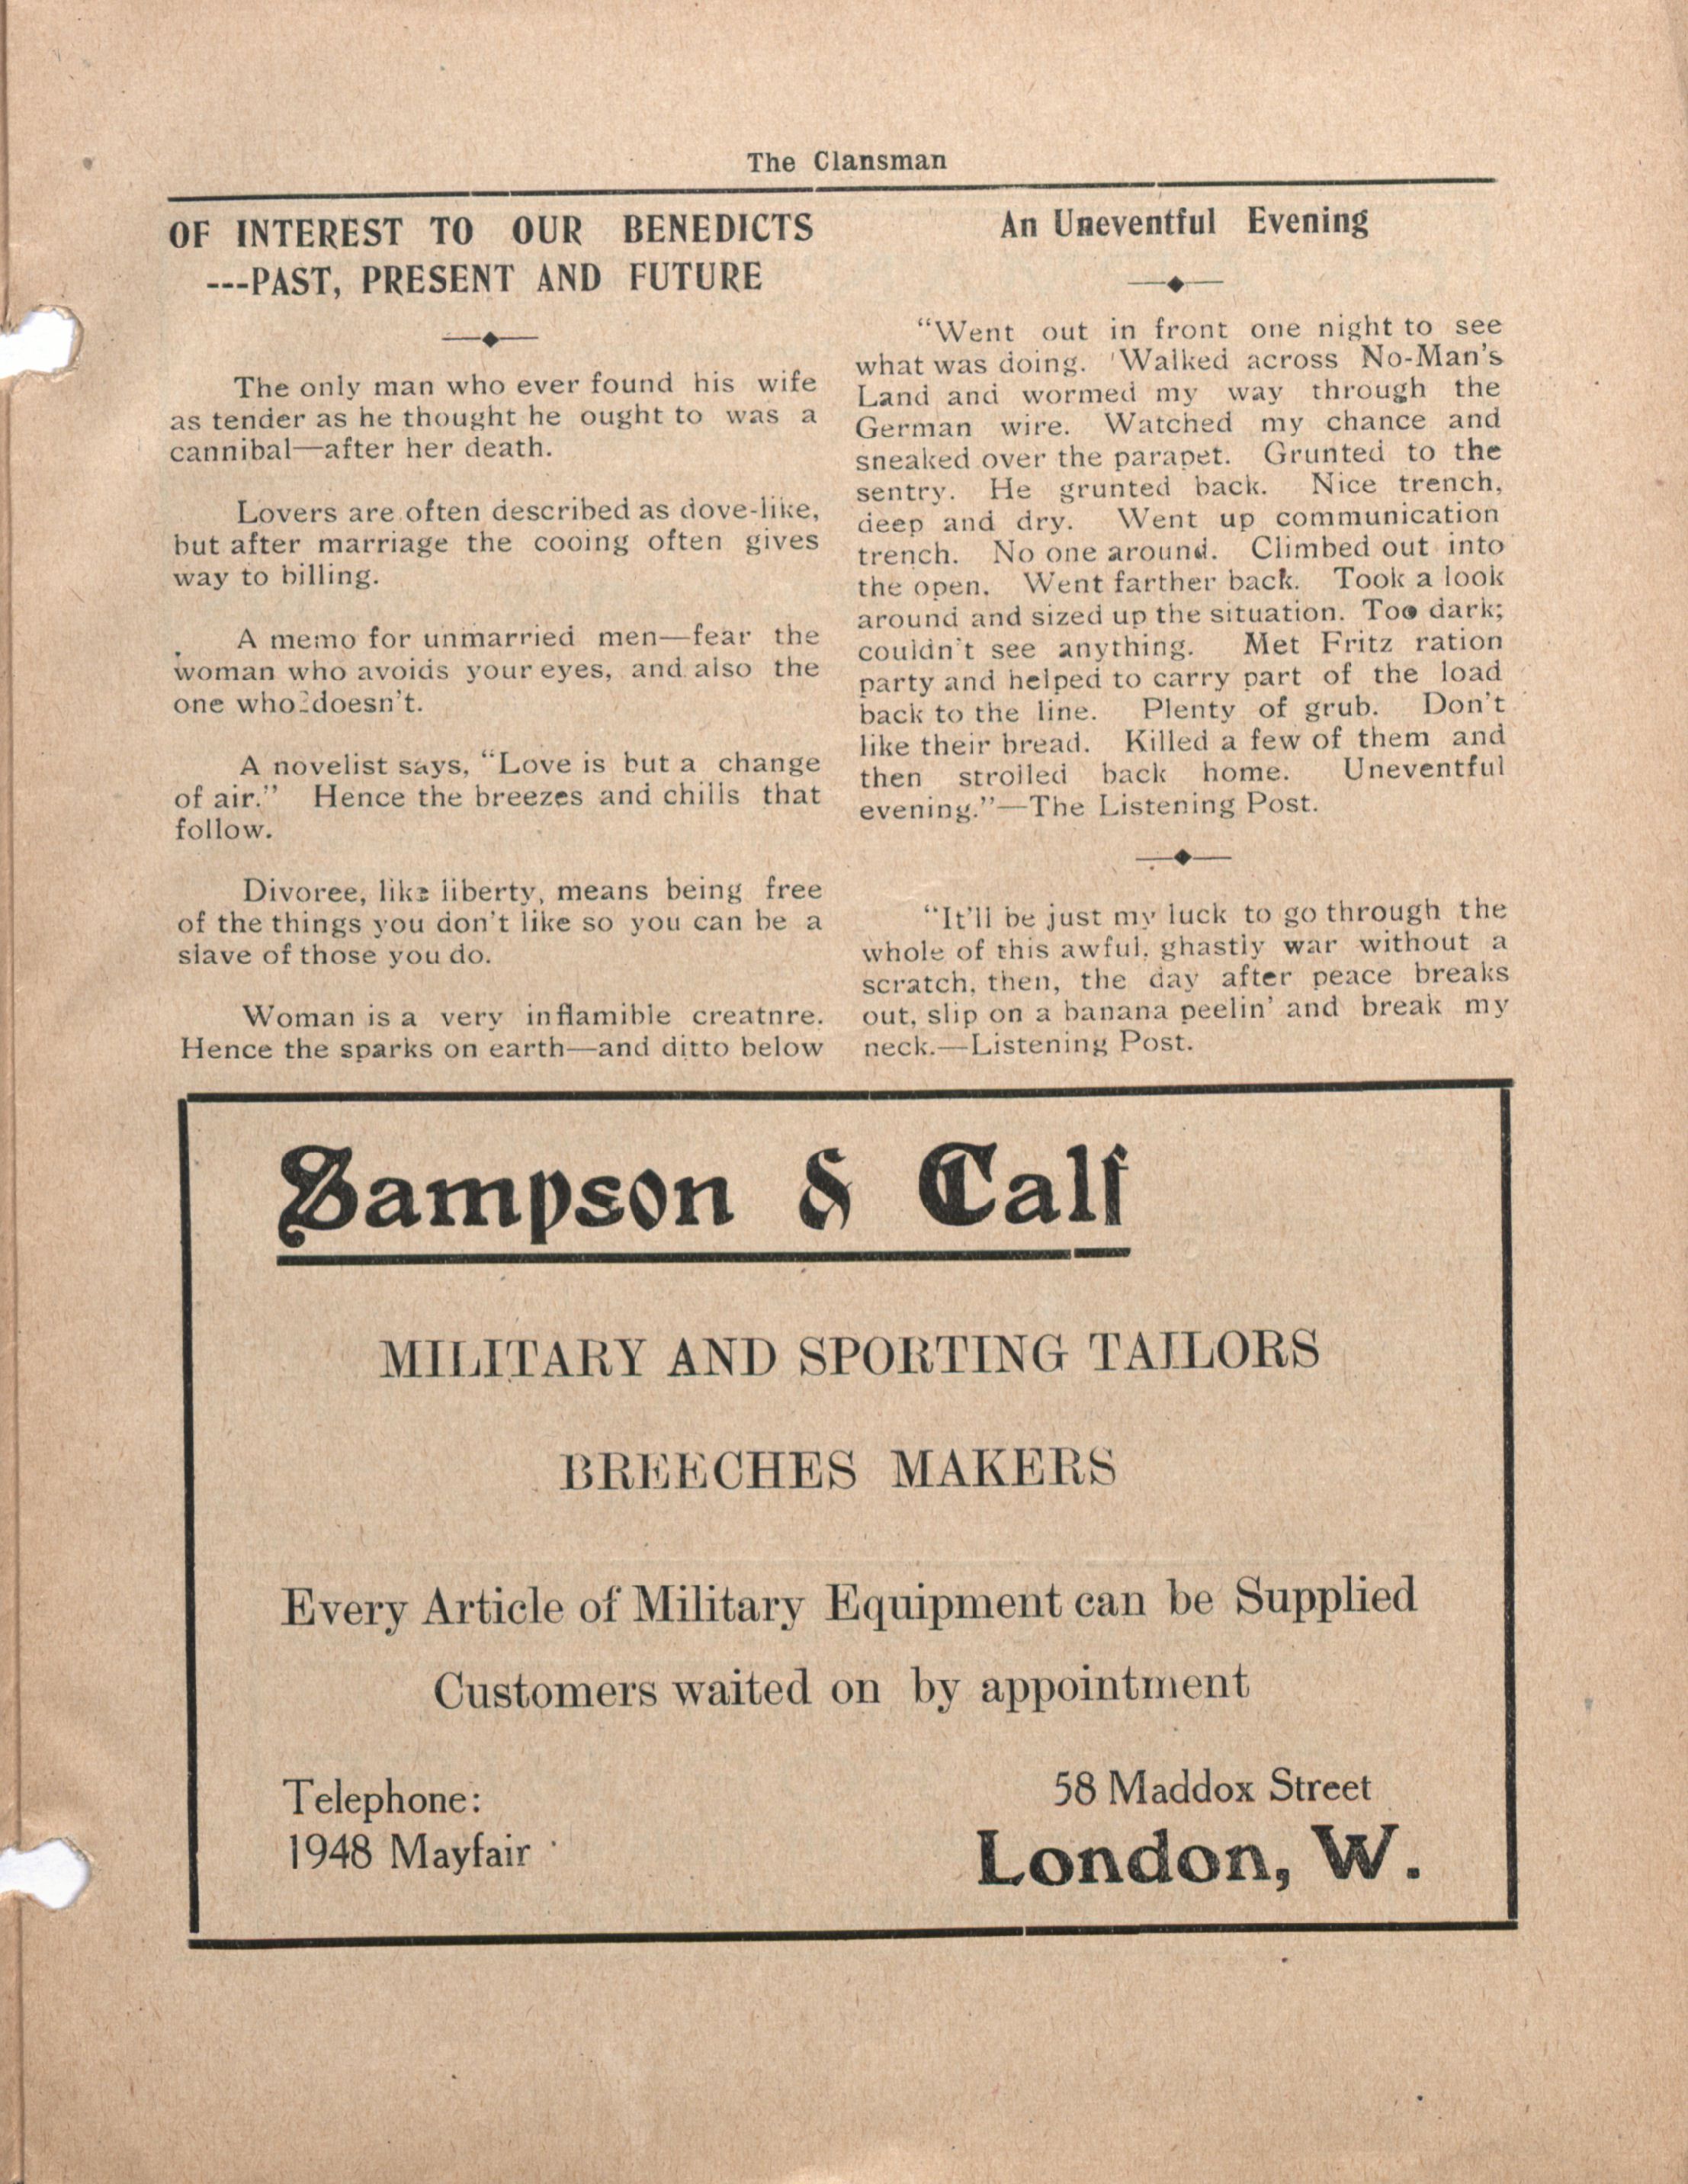 The Clansman
OF INTEREST TO OUR BENEDICTS
---PAST, PRESENT AND FUTURE
The only man who ever found his wife
as tender as he thought he ought to was a
cannibal—after her death.
Lovers are often described as dove-like,
but after marriage the cooing often gives
way to billing.
A memo for unmarried men—fear the
woman who avoids your eyes, and also the
one who doesn't.
A novelist says, "Love is but a change
of air." Hence the breezes and chills that
follow.
Divoree, like liberty, means being free
of the things you don't like so you can be a
slave of those you do.
Woman is a very inflamible creatnre.
Hence the sparks on earth—and ditto below
An Uneventful Evening
"Went out in front one night to see
what was doing. 'Walked across No-Man's
Land and wormed my way through the
German wire. Watched my chance and
sneaked over the parapet. Grunted to the
sentry. He grunted back. Nice trench,
deep and dry. Went up communication
trench. No one around. Climbed out into
the open. Went farther back. Took a look
around and sized up the situation. Too dark;
couldn't see anything. Met Fritz ration
party and helped to carry part of the load
back to the line. Plenty of grub. Don't
like their bread. Killed a few of them and
then strolled back home. Uneventful
evening."—The Listening Post.
"It'll be just my luck to go through the
whole of this awful, ghastly war without a
scratch, then, the day after peace breaks
out, slip on a banana peelin' and break my
neck.—Listening Post.
Sampson & Calf
MILITARY AND SPORTING TAILORS
BREECHES MAKERS
Every Article of Military Equipment can be Supplied
Customers waited on by appointment
Telephone:
1948 Mayfair
58 Maddox Street
London, W.